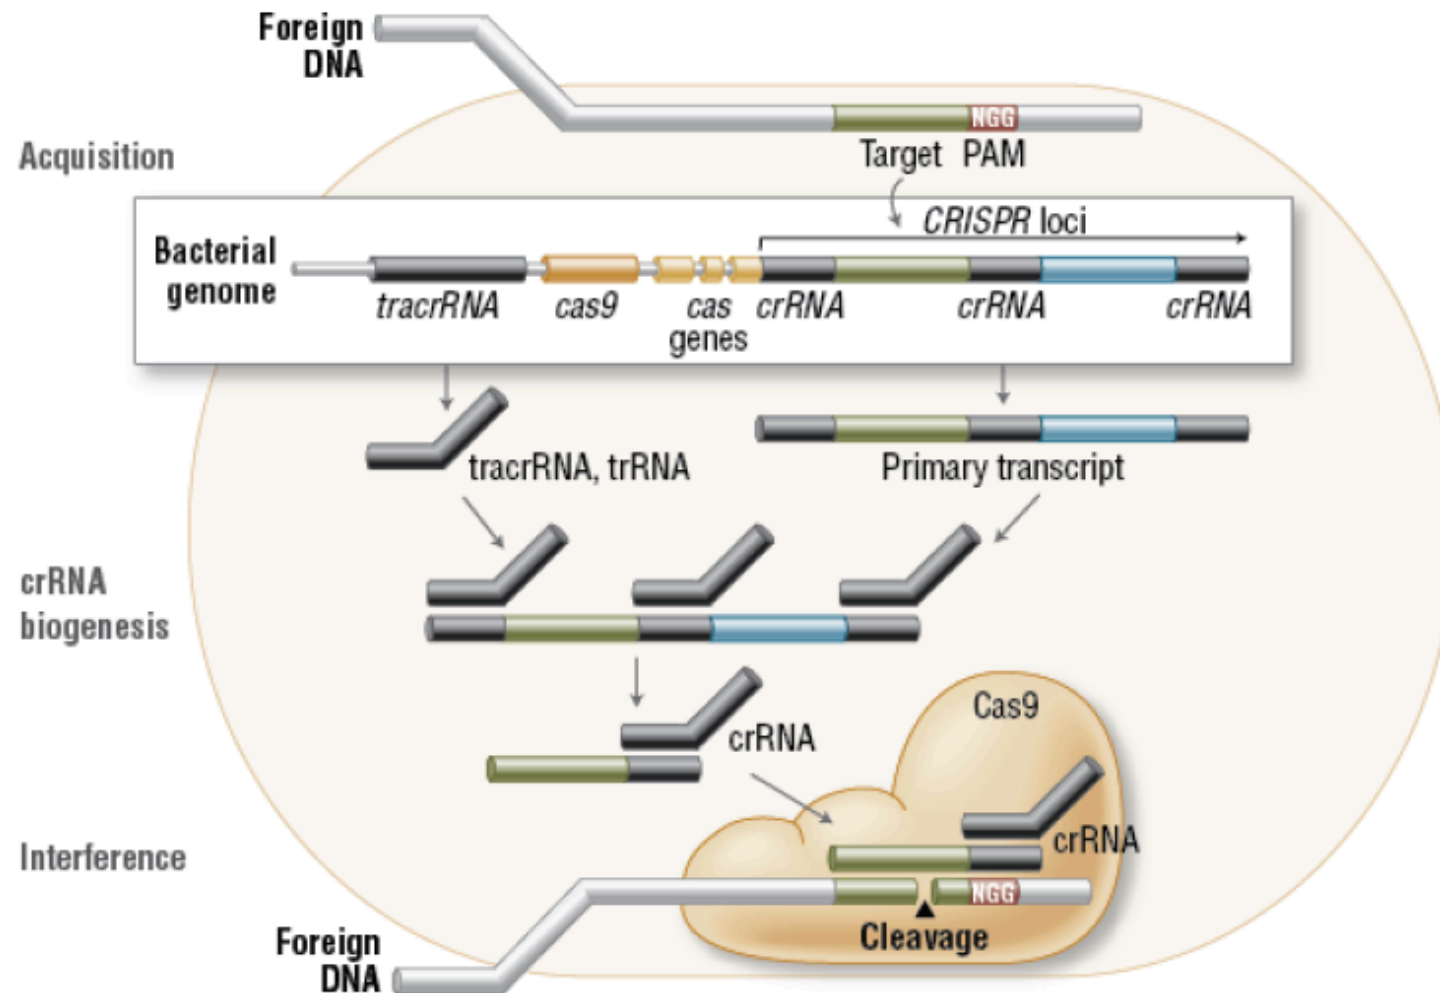 Foreign
DNA
NGG
Target PAM
Acquisition
CRISPR loci
Bacterial
genome
tracrRNA
cas9
cas
genes
crRNA
crRNA
crRNA
tracrRNA, trRNA
Primary transcript
crRNA
biogenesis
crRNA
Cas9
crRNA
Interference
NGG
Cleavage
Foreign
DNA